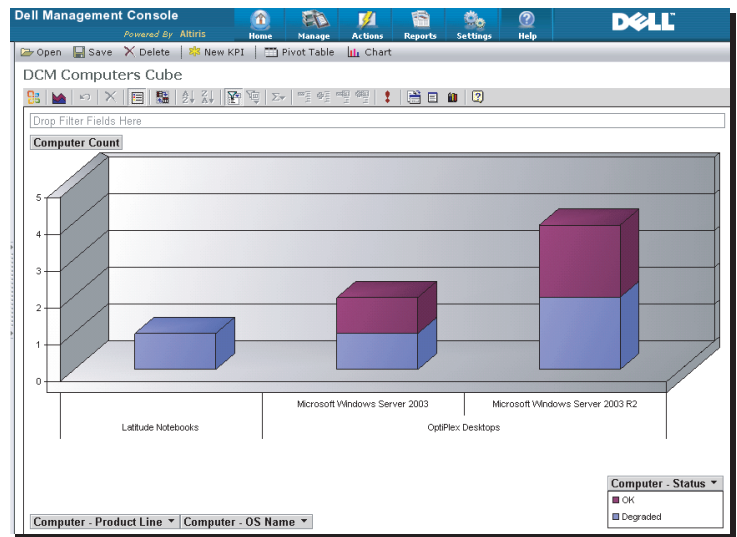 Dell Management Console
Powered By Altiris
Home Manage Actions Reports Settings Help
DELL
Open Save Delete New KPI Pivot Table Chart
DCM Computers Cube
Drop Filter Fields Here
Computer Count
5
4
3
2
1
0
Microsoft Windows Server 2003 Microsoft Windows Server 2003 R2
Latitude Notebooks OptiPlex Desktops
Computer - Status
OK
Degraded
Computer - Product Line Computer - OS Name